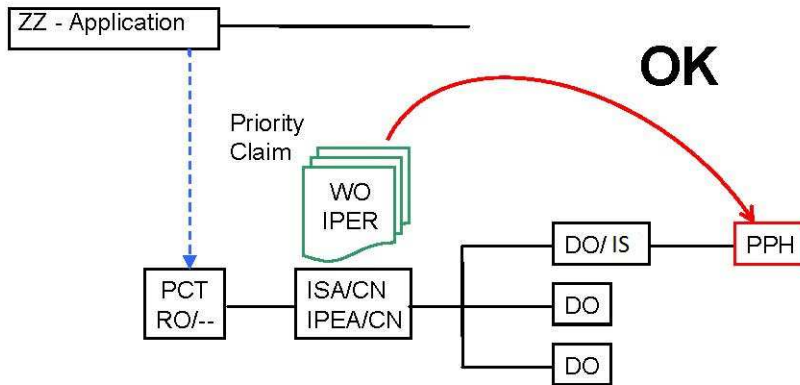 ZZ - Application
OK
Priority
Claim
WO
IPER
DO/ IS
PPH
PCT
RO/--
ISA/CN
IPEA/CN
DO
DO